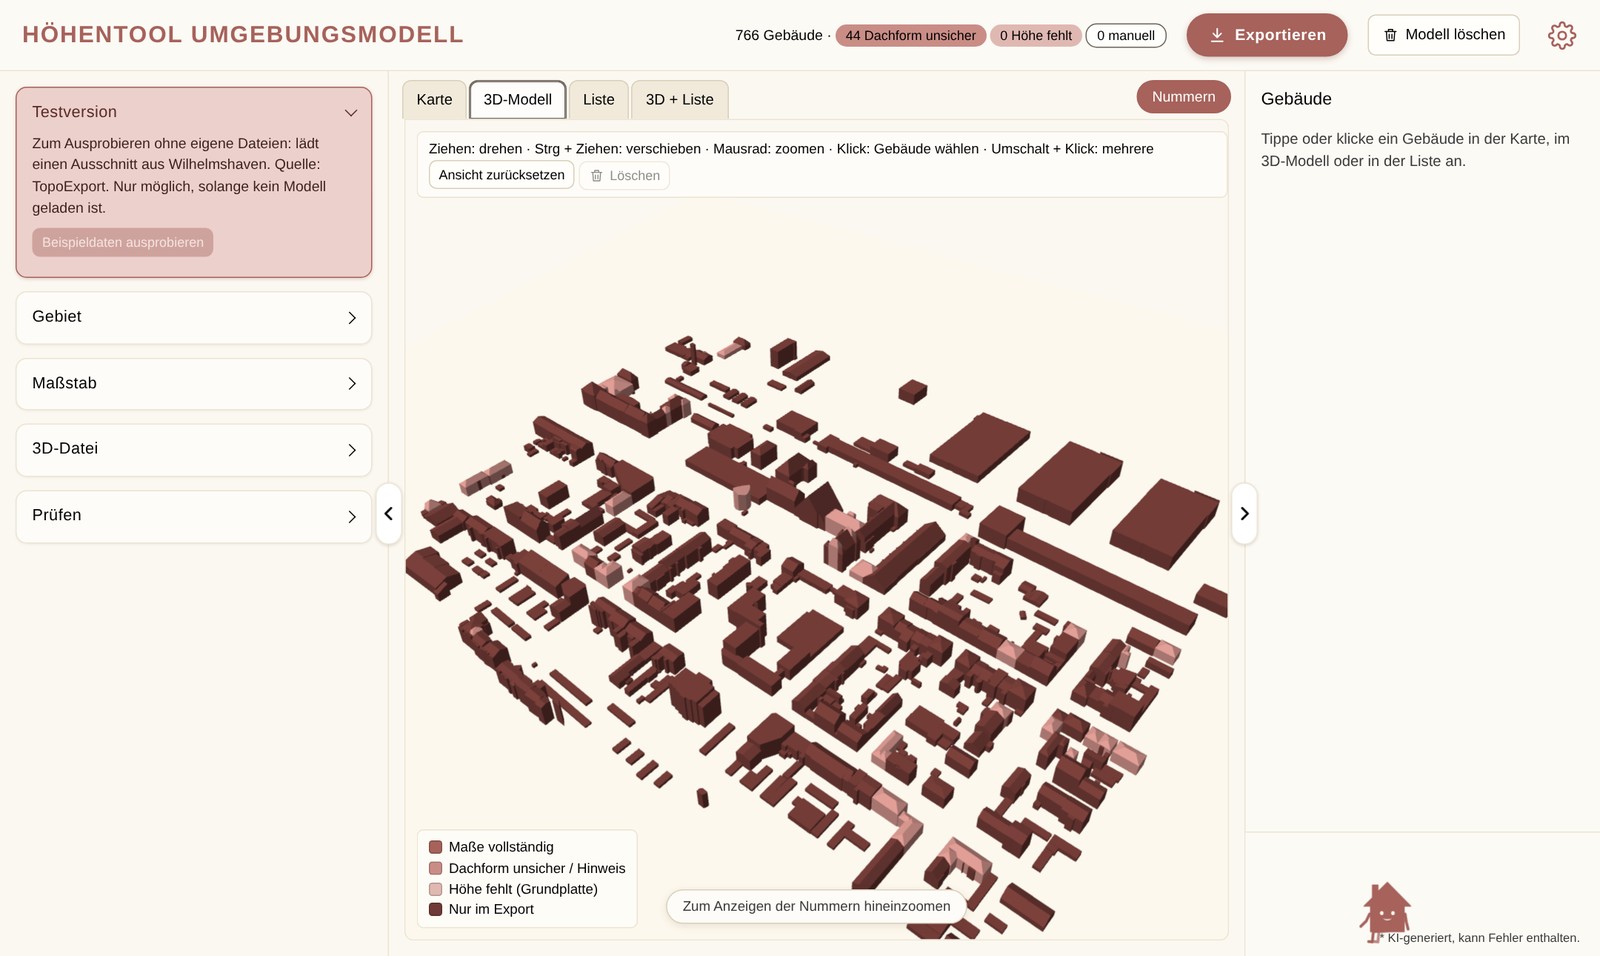 HÖHENTOOL UMGEBUNGSMODELL
766 Gebäude · 44 Dachform unsicher 0 Höhe fehlt 0 manuell
Exportieren
Modell löschen
Testversion
Zum Ausprobieren ohne eigene Dateien: lädt
einen Ausschnitt aus Wilhelmshaven. Quelle:
TopoExport. Nur möglich, solange kein Modell
geladen ist.
Beispieldaten ausprobieren
Gebiet
Maßstab
3D-Datei
Prüfen
Karte
3D-Modell
Liste
3D + Liste
Nummern
Ziehen: drehen · Strg + Ziehen: verschieben · Mausrad: zoomen · Klick: Gebäude wählen · Umschalt + Klick: mehrere
Ansicht zurücksetzen
Löschen
Maße vollständig
Dachform unsicher / Hinweis
Höhe fehlt (Grundplatte)
Nur im Export
Zum Anzeigen der Nummern hineinzoomen
Gebäude
Tippe oder klicke ein Gebäude in der Karte, im
3D-Modell oder in der Liste an.
* KI-generiert, kann Fehler enthalten.